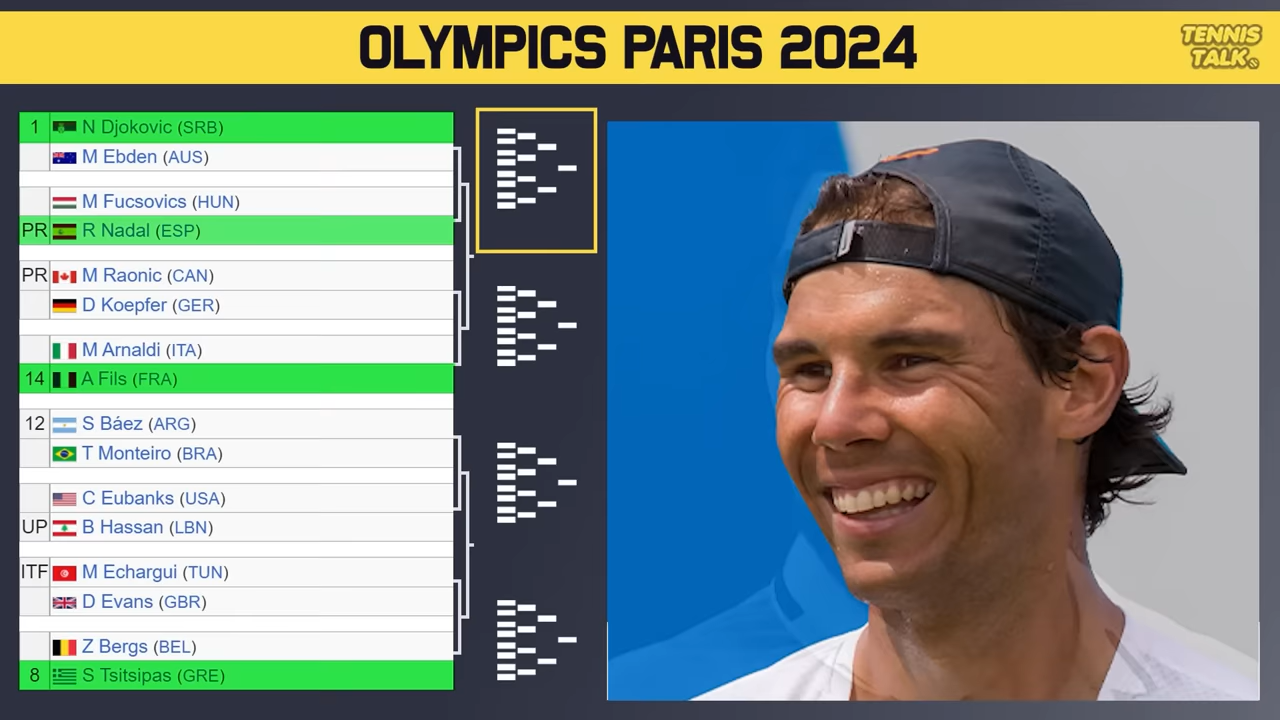 OLYMPICS PARIS 2024
TENNIS
TALK
1 N Djokovic (SRB)
M Ebden (AUS)
M Fucsovics (HUN)
PR R Nadal (ESP)
PR M Raonic (CAN)
D Koepfer (GER)
M Arnaldi (ITA)
14 A Fils (FRA)
12 S Báez (ARG)
T Monteiro (BRA)
C Eubanks (USA)
UP B Hassan (LBN)
ITF M Echargui (TUN)
D Evans (GBR)
Z Bergs (BEL)
8 S Tsitsipas (GRE)